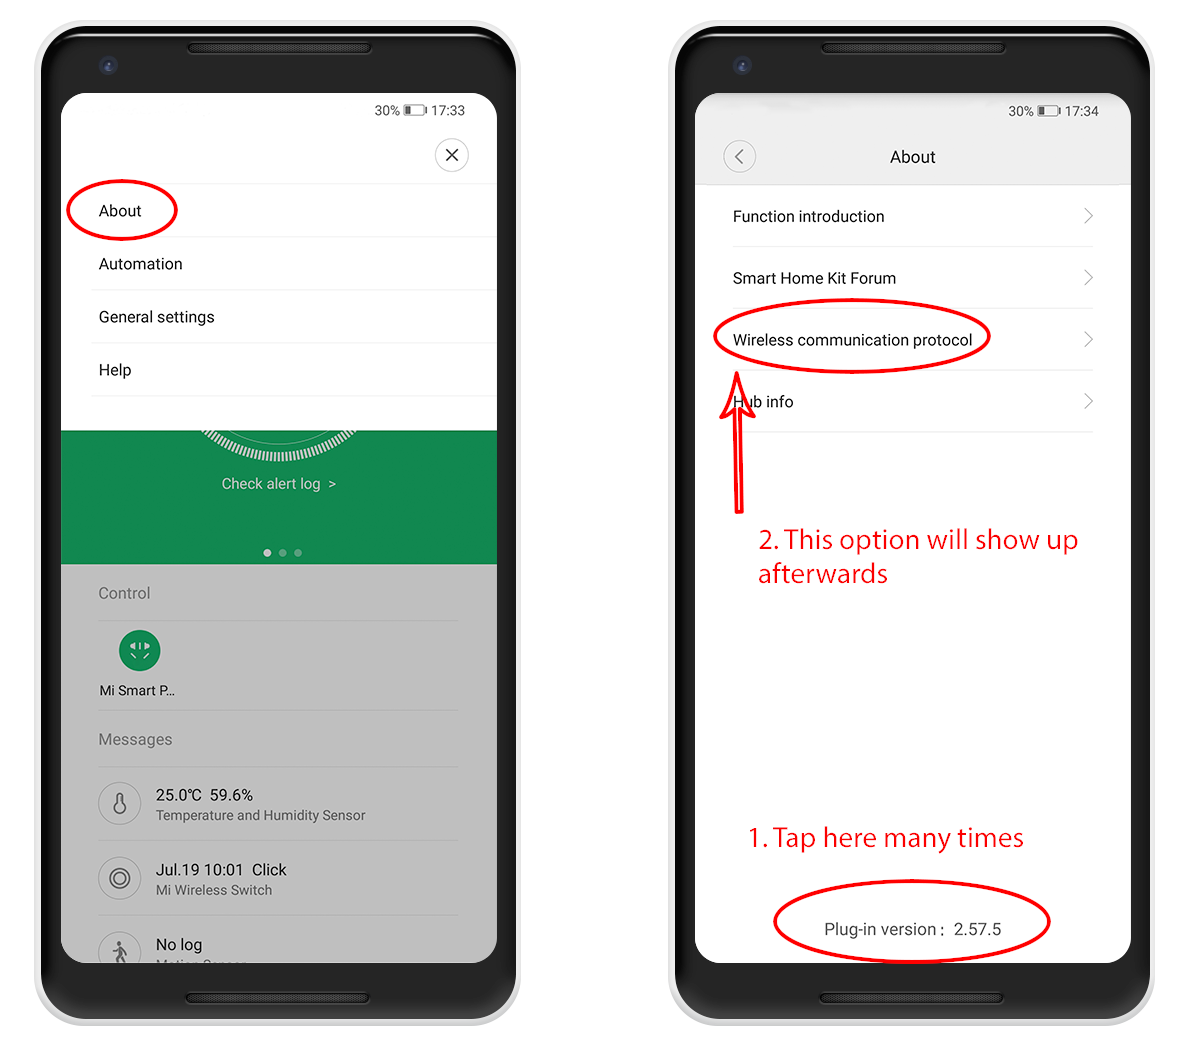 30% 17:33
About
Automation
General settings
Help
Check alert log >
Control
Mi Smart P...
Messages
25.0℃ 59.6%
Temperature and Humidity Sensor
Jul.19 10:01 Click
Mi Wireless Switch
No log
Motion Sensor
30% 17:34
About
Function introduction
Smart Home Kit Forum
Wireless communication protocol
Hub info
2. This option will show up
afterwards
1. Tap here many times
Plug-in version : 2.57.5